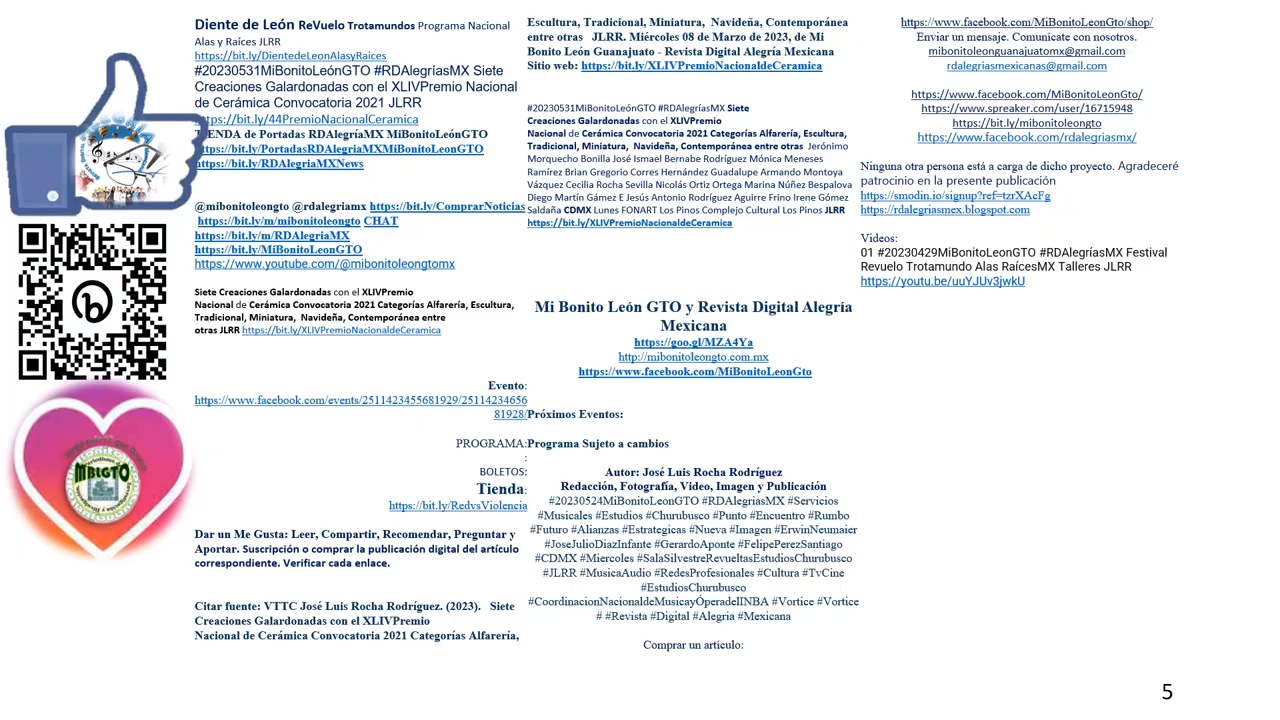 Diente de León ReVuelo Trotamundos Programa Nacional
Alas y Raíces JLRR
https://bit.ly/DientedeLeonAlasyRaices
#20230531MiBonitoLeónGTO #RDAlegríasMX Siete
Creaciones Galardonadas con el XLIVPremio Nacional
de Cerámica Convocatoria 2021 JLRR
https://bit.ly/44PremioNacionalCeramica
TIENDA de Portadas RDAlegríaMX MiBonitoLeónGTO
https://bit.ly/PortadasRDAlegriaMXMiBonitoLeonGTO
https://bit.ly/RDAlegriaMXNews
@mibonitoleongto @rdalegriamx https://bit.ly/ComprarNoticias
https://bit.ly/m/mibonitoleongto CHAT
https://bit.ly/m/RDAlegriaMX
https://bit.ly/MiBonitoLeonGTO
https://www.youtube.com/@mibonitoleongtomx
Siete Creaciones Galardonadas con el XLIVPremio
Nacional de Cerámica Convocatoria 2021 Categorías Alfarería, Escultura,
Tradicional, Miniatura, Navideña, Contemporánea entre
otras JLRR https://bit.ly/XLIVPremioNacionaldeCeramica
Evento:
https://www.facebook.com/events/2511423455681929/25114234656
81928/
PROGRAMA:
:
BOLETOS:
Tienda:
https://bit.ly/RedvsViolencia
Dar un Me Gusta: Leer, Compartir, Recomendar, Preguntar y
Aportar. Suscripción o comprar la publicación digital del artículo
correspondiente. Verificar cada enlace.
Citar fuente: VTTC José Luis Rocha Rodríguez. (2023). Siete
Creaciones Galardonadas con el XLIVPremio
Nacional de Cerámica Convocatoria 2021 Categorías Alfarería,
Escultura, Tradicional, Miniatura, Navideña, Contemporánea
entre otras JLRR. Miércoles 08 de Marzo de 2023, de Mi
Bonito León Guanajuato - Revista Digital Alegría Mexicana
Sitio web: https://bit.ly/XLIVPremioNacionaldeCeramica
#20230531MiBonitoLeónGTO #RDAlegríasMX Siete
Creaciones Galardonadas con el XLIVPremio
Nacional de Cerámica Convocatoria 2021 Categorías Alfarería, Escultura,
Tradicional, Miniatura, Navideña, Contemporánea entre otras Jerónimo
Morquecho Bonilla José Ismael Bernabe Rodríguez Mónica Meneses
Ramírez Brian Gregorio Corres Hernández Guadalupe Armando Montoya
Vázquez Cecilia Rocha Sevilla Nicolás Ortiz Ortega Marina Núñez Bespalova
Diego Martín Gámez E Jesús Antonio Rodríguez Aguirre Frino Irene Gómez
Saldaña CDMX Lunes FONART Los Pinos Complejo Cultural Los Pinos JLRR
https://bit.ly/XLIVPremioNacionaldeCeramica
Mi Bonito León GTO y Revista Digital Alegría
Mexicana
https://goo.gl/MZA4Ya
http://mibonitoleongto.com.mx
https://www.facebook.com/MiBonitoLeonGto
Próximos Eventos:
Programa Sujeto a cambios
Autor: José Luis Rocha Rodríguez
Redacción, Fotografía, Video, Imagen y Publicación
#20230524MiBonitoLeonGTO #RDAlegriasMX #Servicios
#Musicales #Estudios #Churubusco #Punto #Encuentro #Rumbo
#Futuro #Alianzas #Estrategicas #Nueva #Imagen #ErwinNeumaier
#JoseJulioDiazInfante #GerardoAponte #FelipePerezSantiago
#CDMX #Miercoles #SalaSilvestreRevueltasEstudiosChurubusco
#JLRR #MusicaAudio #RedesProfesionales #Cultura #TvCine
#EstudiosChurubusco
#CoordinacionNacionaldeMusicayÓperadelINBA #Vortice #Vortice
# #Revista #Digital #Alegria #Mexicana
Comprar un artículo:
https://www.facebook.com/MiBonitoLeonGto/shop/
Enviar un mensaje. Comunícate con nosotros.
mibonitoleonguanajuatomx@gmail.com
rdalegriasmexicanas@gmail.com
https://www.facebook.com/MiBonitoLeonGto/
https://www.spreaker.com/user/16715948
https://bit.ly/mibonitoleongto
https://www.facebook.com/rdalegriasmx/
Ninguna otra persona está a carga de dicho proyecto. Agradeceré
patrocinio en la presente publicación
https://smodin.io/signup?ref=tzrXAcFg
https://rdalegriasmex.blogspot.com
Videos:
01 #20230429MiBonitoLeonGTO #RDAlegríasMX Festival
Revuelo Trotamundo Alas RaícesMX Talleres JLRR
https://youtu.be/uuYJUv3jwkU
MBLGTO
5